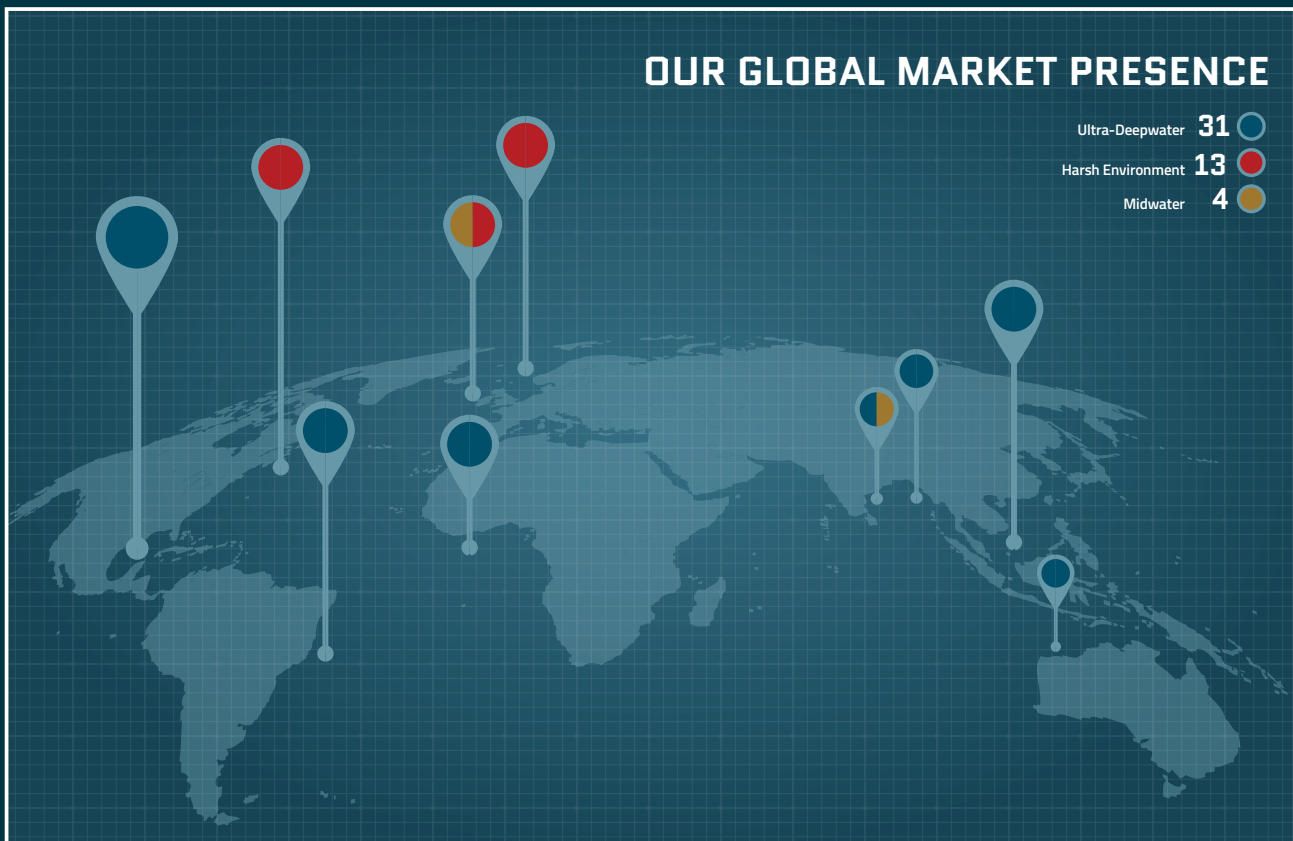 OUR GLOBAL MARKET PRESENCE
Ultra-Deepwater 31
Harsh Environment 13
Midwater 4